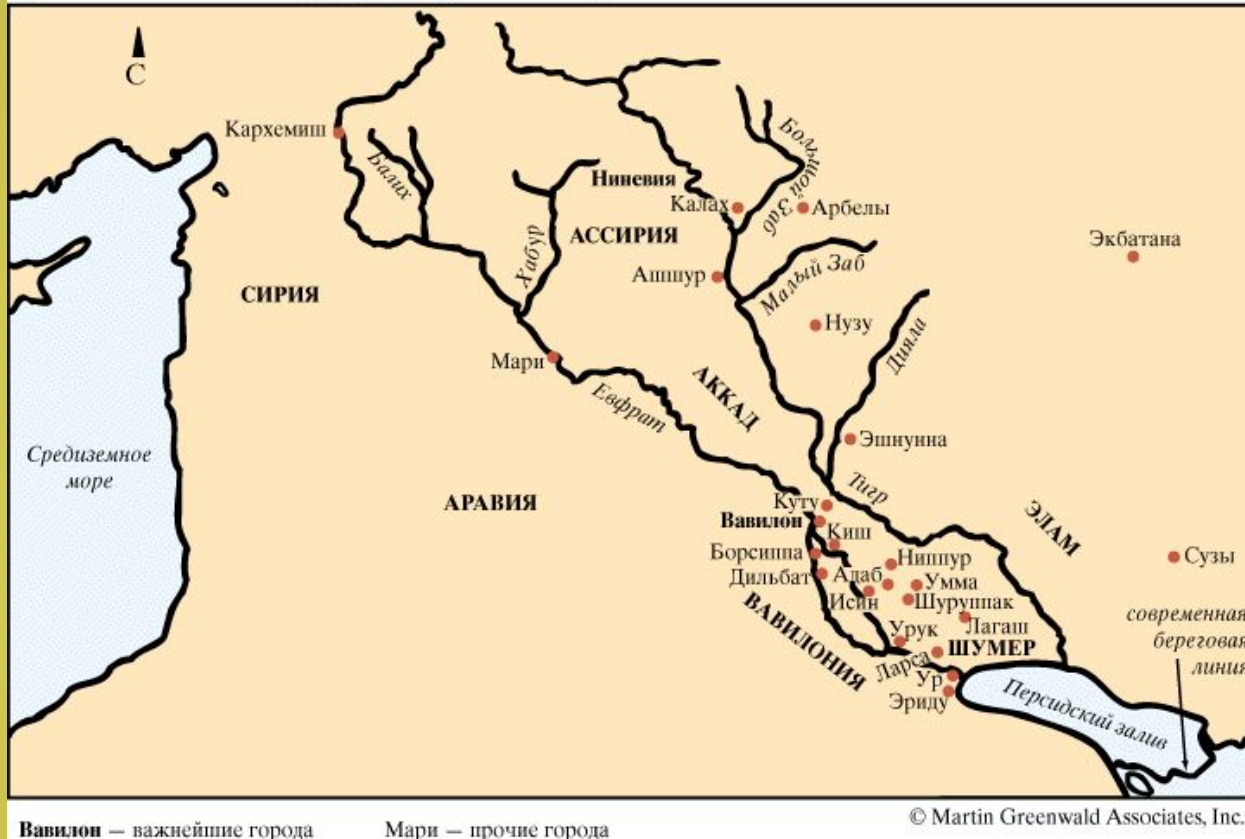 С
Кархемиш
Балих
Хабур
Ниневия
Калах
Большой Заб
Арбелы
АССИРИЯ
Ашшур
Малый Заб
Экбатана
СИРИЯ
Нузу
Дияла
Мари
Евфрат
АККАД
Эшнунна
Средиземное
море
АРАВИЯ
Тигр
Куту
Вавилон
Киш
ЭЛАМ
Борсиппа
Ниппур
Сузы
Дильбат
Адаб
Умма
Исин
Шуруппак
ВАВИЛОНИЯ
Лагаш
Урук
ШУМЕР
Ларса
Ур
Эриду
современная
береговая
линия
Персидский залив
Вавилон — важнейшие города
Мари — прочие города
© Martin Greenwald Associates, Inc.